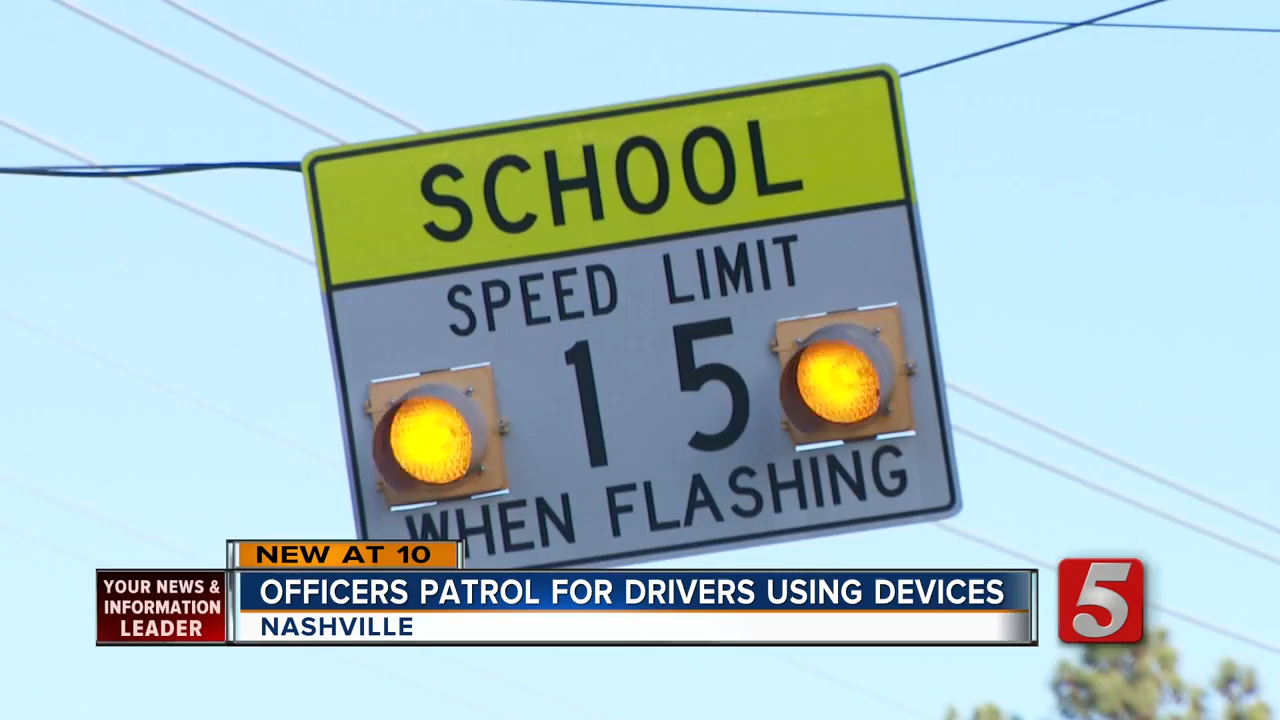 SCHOOL
SPEED LIMIT
15
WHEN FLASHING
NEW AT 10
YOUR NEWS &
INFORMATION
LEADER
OFFICERS PATROL FOR DRIVERS USING DEVICES
NASHVILLE
5